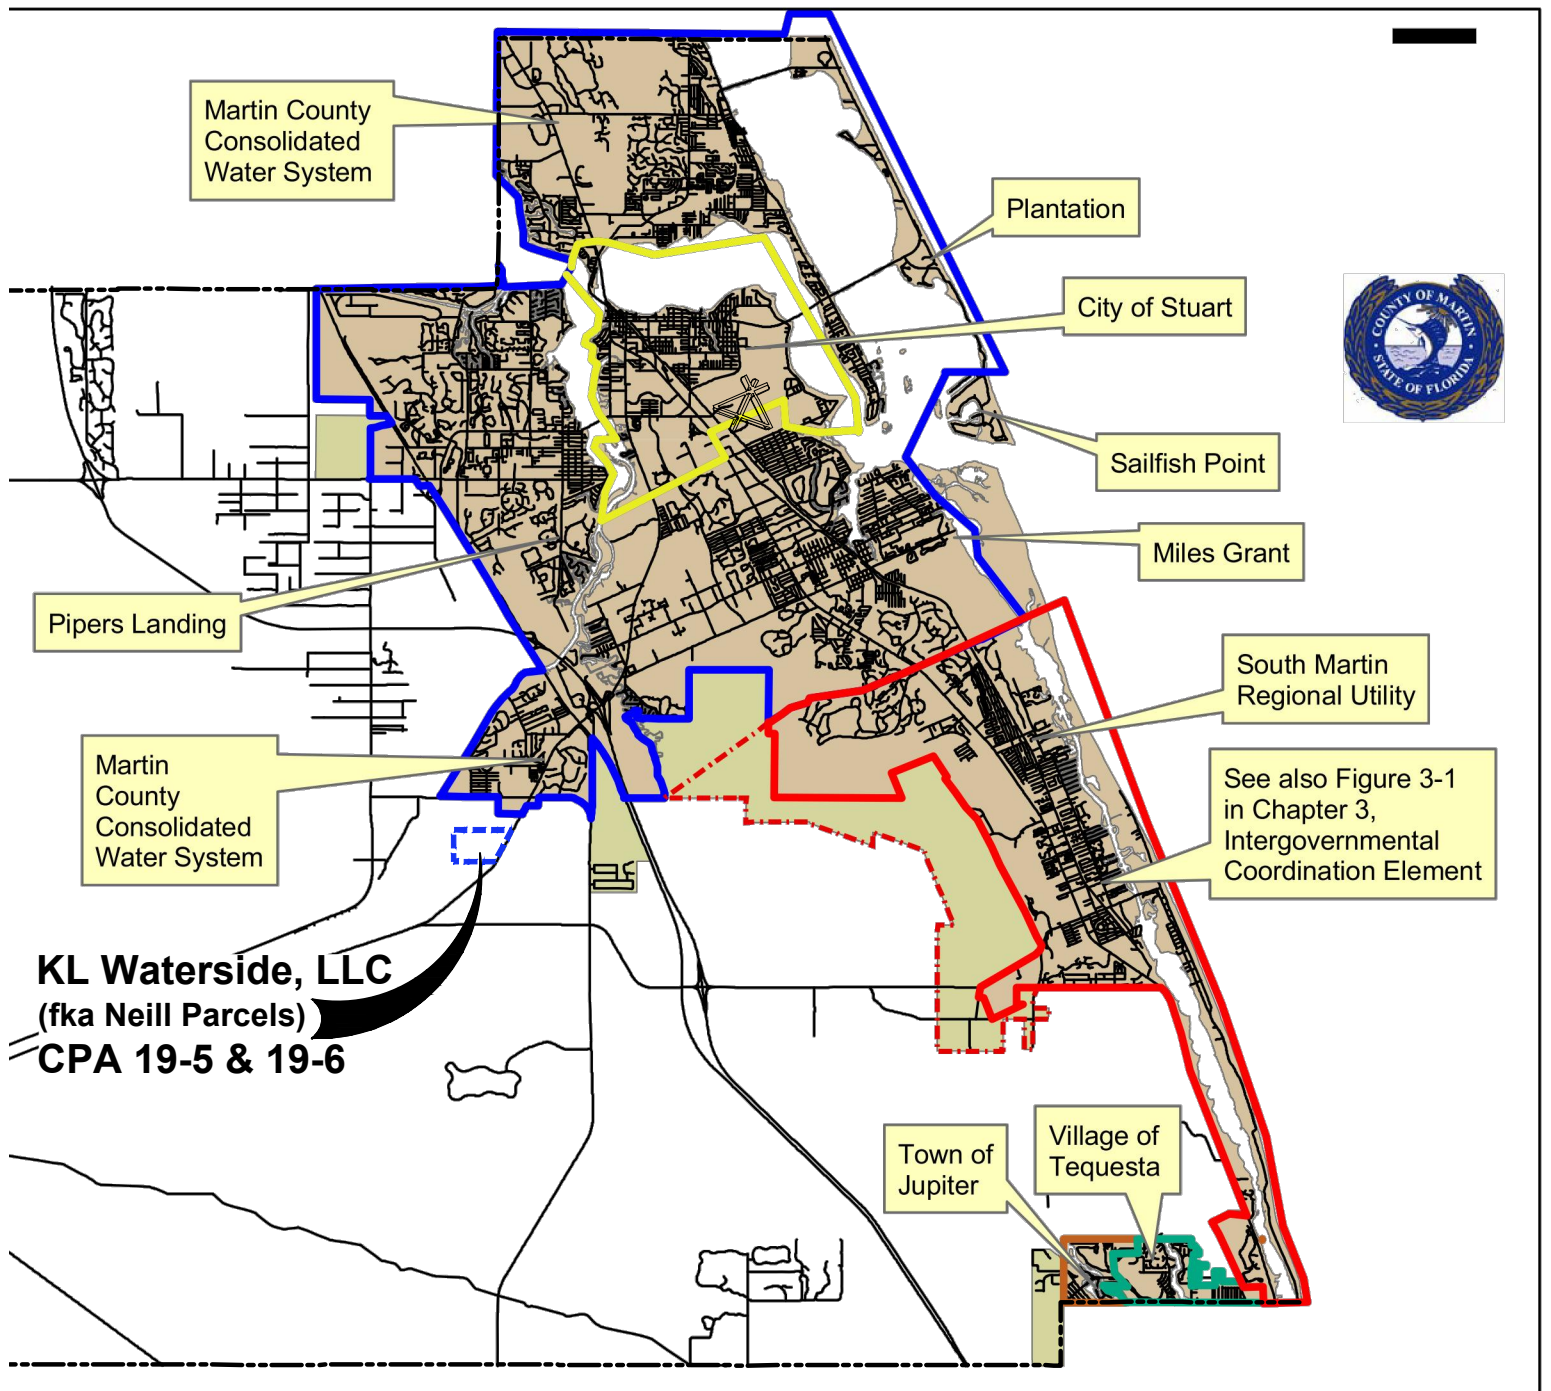 Martin County
Consolidated
Water System
Plantation
City of Stuart
COUNTY OF MARTIN
STATE OF FLORIDA
Sailfish Point
Miles Grant
Pipers Landing
South Martin
Regional Utility
Martin
County
Consolidated
Water System
See also Figure 3-1
in Chapter 3,
Intergovernmental
Coordination Element
KL Waterside, LLC
(fka Neill Parcels)
CPA 19-5 & 19-6
Town of
Jupiter
Village of
Tequesta